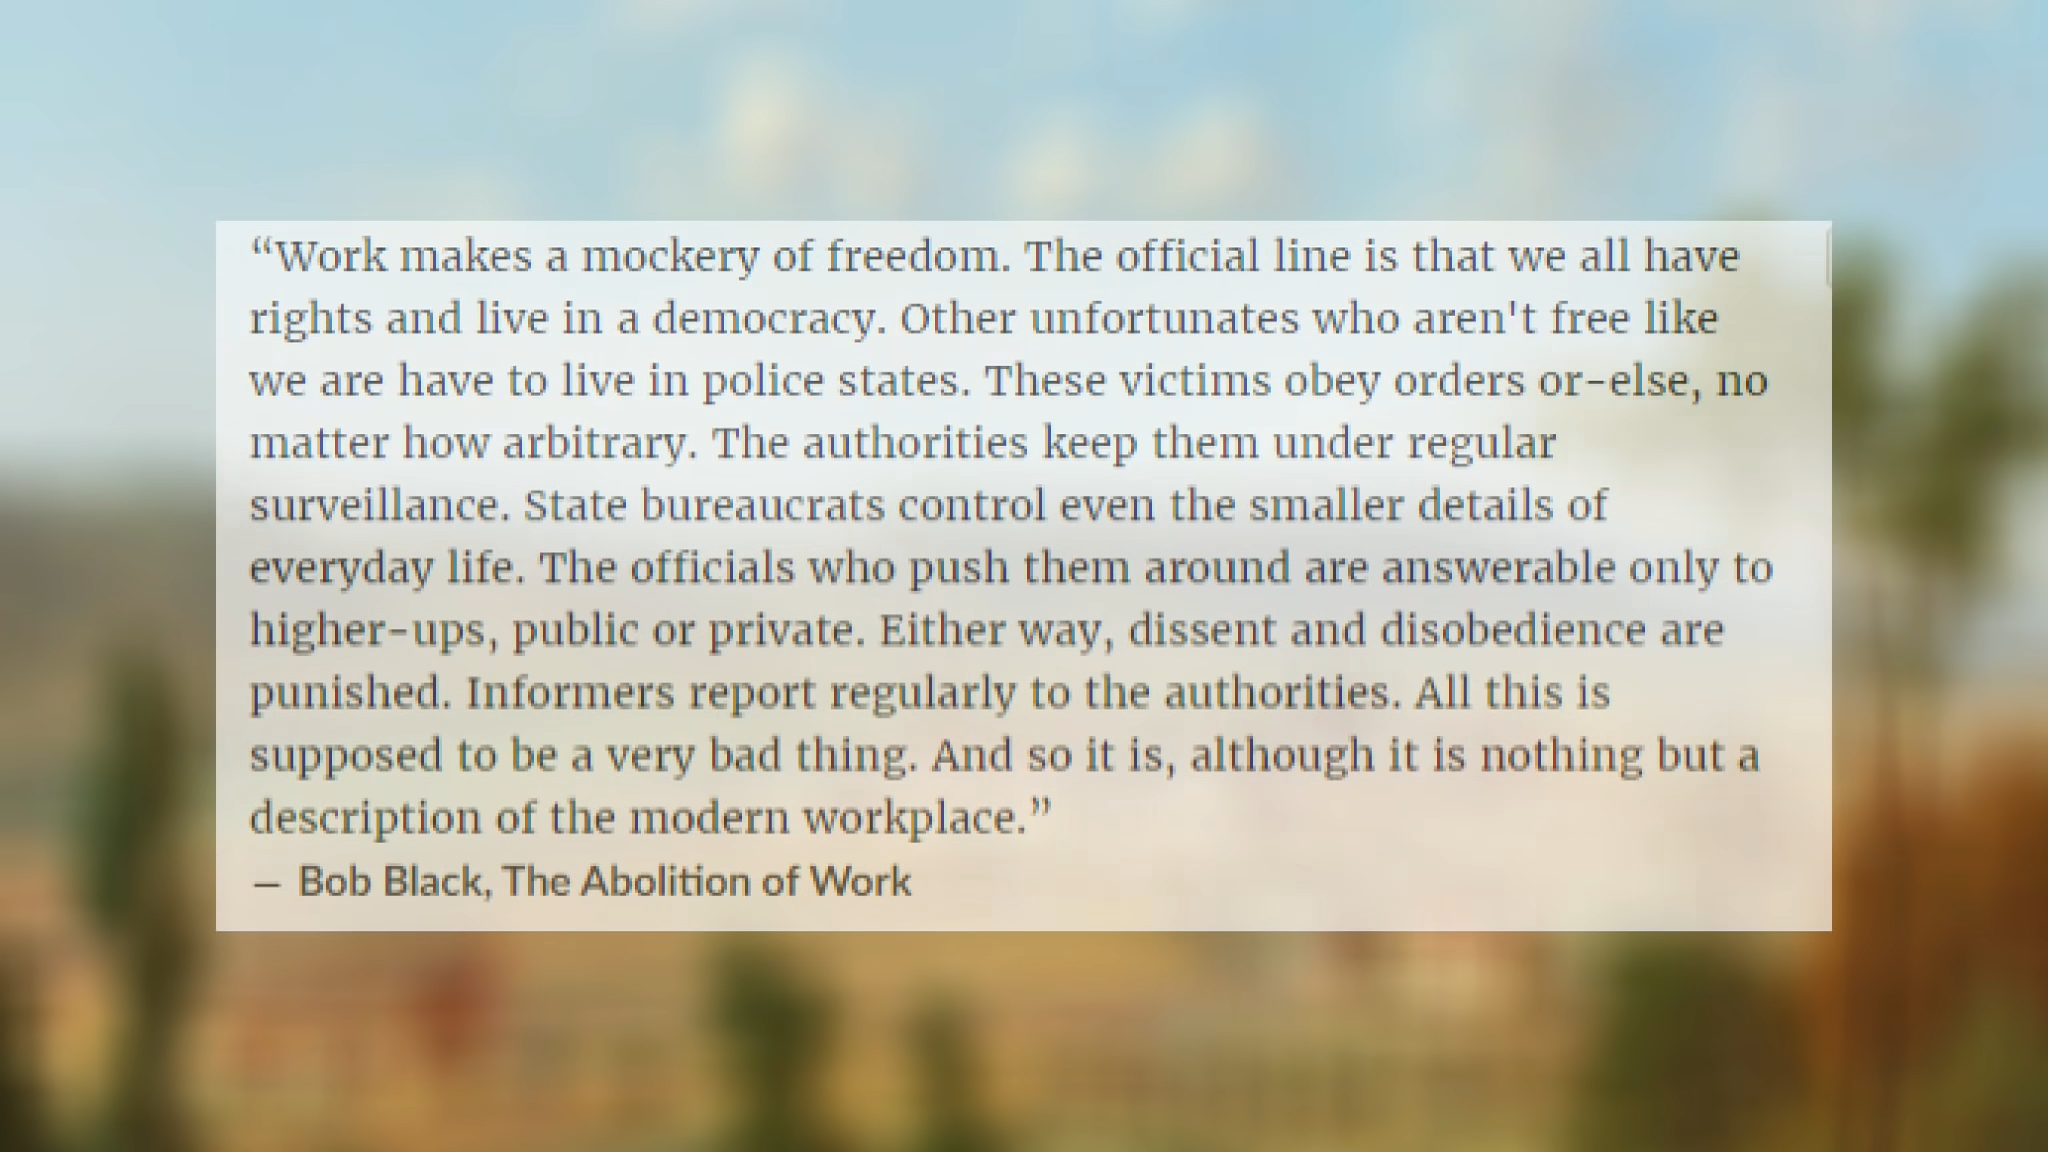 “Work makes a mockery of freedom. The official line is that we all have
rights and live in a democracy. Other unfortunates who aren't free like
we are have to live in police states. These victims obey orders or-else, no
matter how arbitrary. The authorities keep them under regular
surveillance. State bureaucrats control even the smaller details of
everyday life. The officials who push them around are answerable only to
higher-ups, public or private. Either way, dissent and disobedience are
punished. Informers report regularly to the authorities. All this is
supposed to be a very bad thing. And so it is, although it is nothing but a
description of the modern workplace.”
— Bob Black, The Abolition of Work